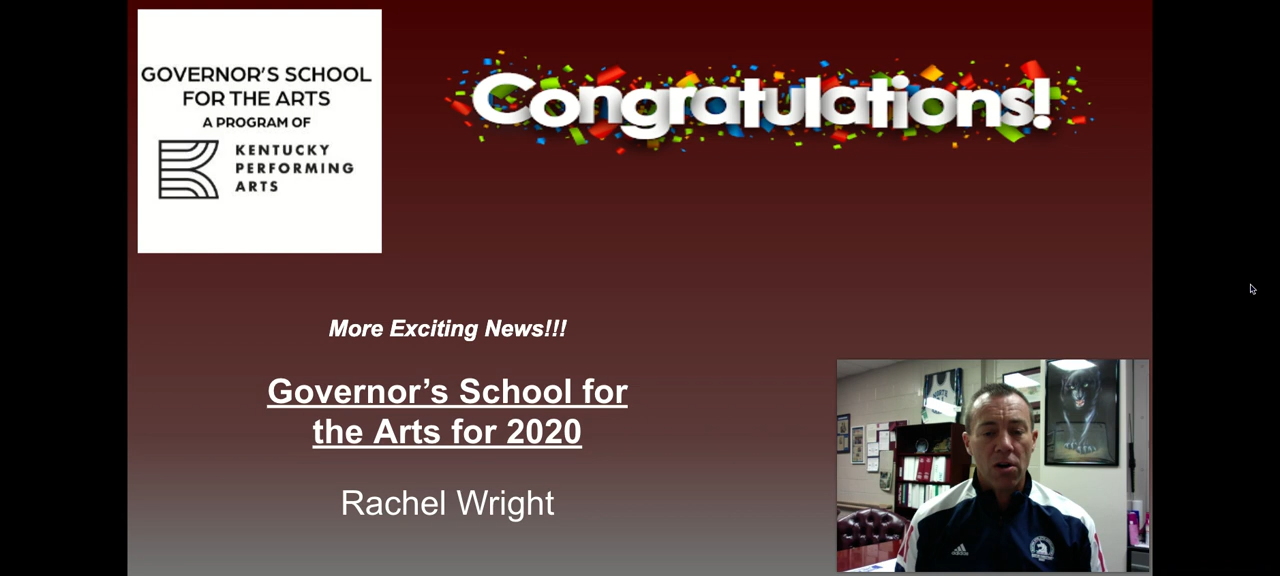 GOVERNOR'S SCHOOL
FOR THE ARTS
A PROGRAM OF
KENTUCKY
PERFORMING
ARTS
Congratulations!
More Exciting News!!!
Governor’s School for
the Arts for 2020
Rachel Wright